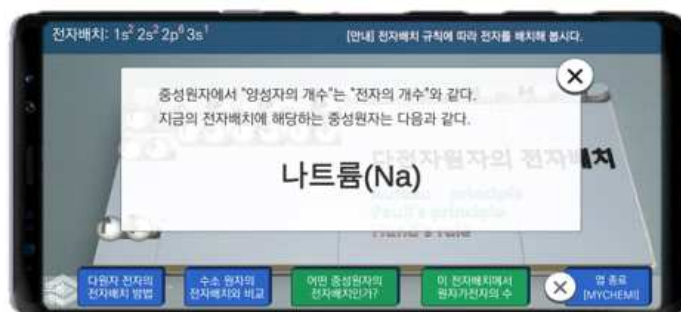 전자배치: 1s² 2s² 2p⁶ 3s¹
[안내] 전자배치 규칙에 따라 전자를 배치해 봅시다.
중성원자에서 "양성자의 개수"는 "전자의 개수"와 같다.
지금의 전자배치에 해당하는 중성원자는 다음과 같다.
다전자원자의 전자배치
나트륨(Na)
principle
Pauli's principle
Hund's rule
다원자 전자의
전자배치 방법
수소 원자의
전자배치와 비교
어떤 중성원자의
전자배치인가?
이 전자배치에서
원자가전자의 수
앱 종료
[MYCHEMI]